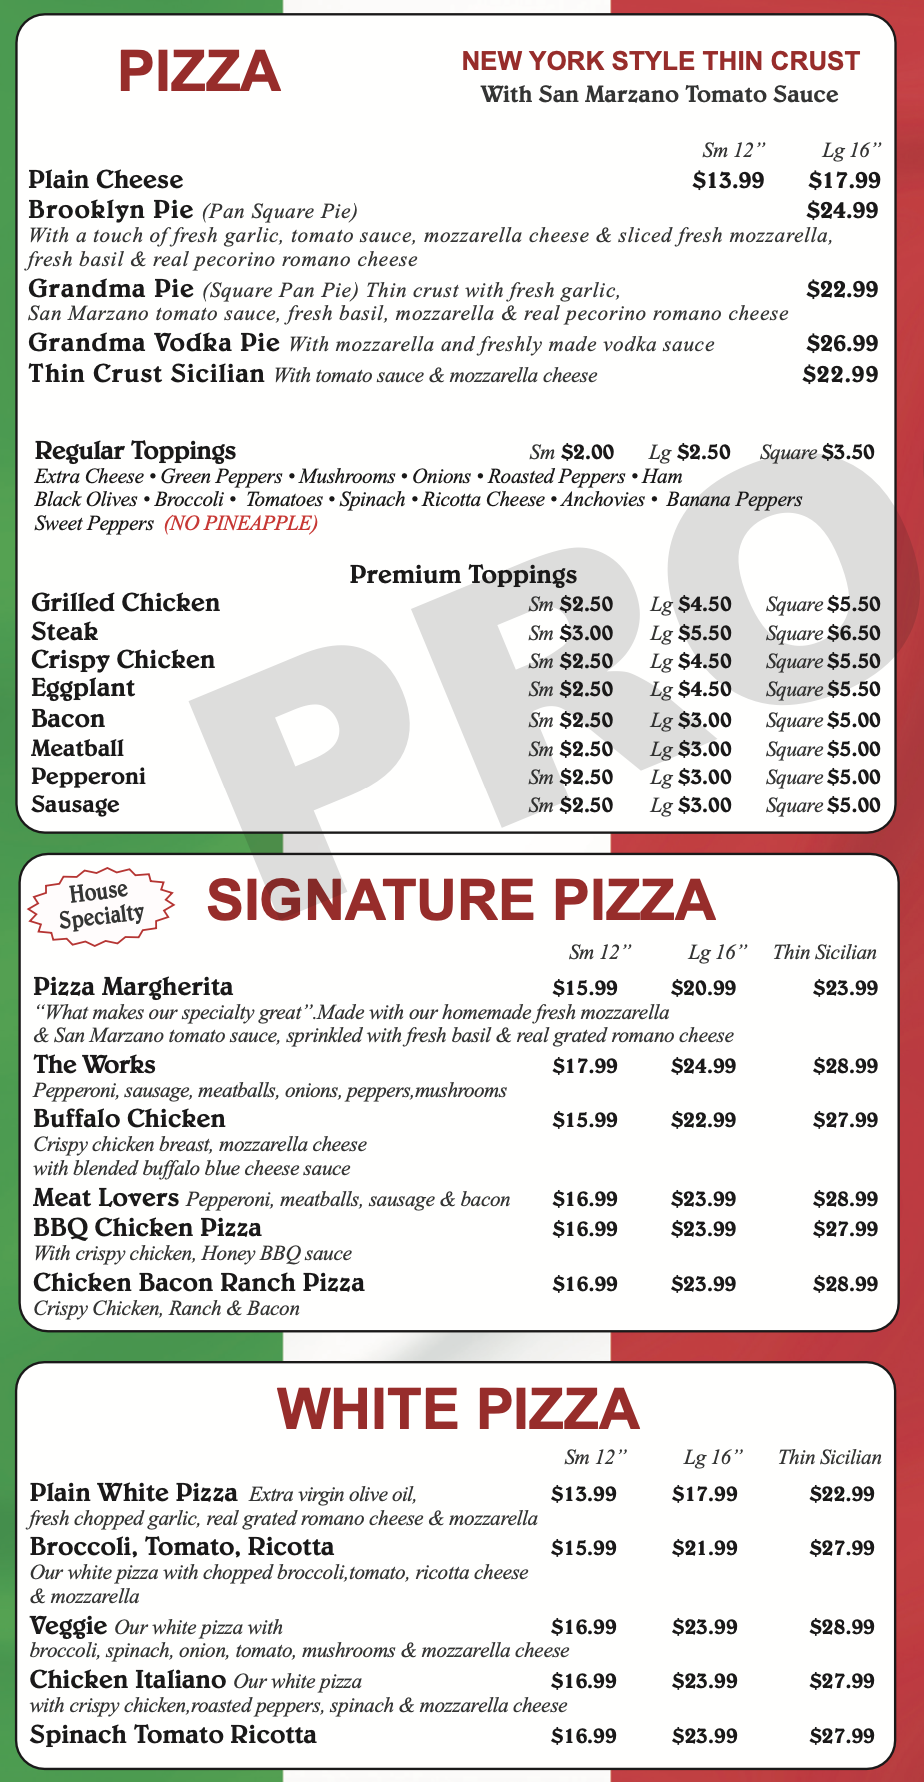 PIZZA
NEW YORK STYLE THIN CRUST
With San Marzano Tomato Sauce
Sm 12” Lg 16”
Plain Cheese $13.99 $17.99
Brooklyn Pie (Pan Square Pie) $24.99
With a touch of fresh garlic, tomato sauce, mozzarella cheese & sliced fresh mozzarella,
fresh basil & real pecorino romano cheese
Grandma Pie (Square Pan Pie) Thin crust with fresh garlic, $22.99
San Marzano tomato sauce, fresh basil, mozzarella & real pecorino romano cheese
Grandma Vodka Pie With mozzarella and freshly made vodka sauce $26.99
Thin Crust Sicilian With tomato sauce & mozzarella cheese $22.99
Regular Toppings Sm $2.00 Lg $2.50 Square $3.50
Extra Cheese • Green Peppers • Mushrooms • Onions • Roasted Peppers • Ham
Black Olives • Broccoli • Tomatoes • Spinach • Ricotta Cheese • Anchovies • Banana Peppers
Sweet Peppers (NO PINEAPPLE)
Premium Toppings
Grilled Chicken Sm $2.50 Lg $4.50 Square $5.50
Steak Sm $3.00 Lg $5.50 Square $6.50
Crispy Chicken Sm $2.50 Lg $4.50 Square $5.50
Eggplant Sm $2.50 Lg $4.50 Square $5.50
Bacon Sm $2.50 Lg $3.00 Square $5.00
Meatball Sm $2.50 Lg $3.00 Square $5.00
Pepperoni Sm $2.50 Lg $3.00 Square $5.00
Sausage Sm $2.50 Lg $3.00 Square $5.00
PRO
House
Specialty
SIGNATURE PIZZA
Sm 12” Lg 16” Thin Sicilian
Pizza Margherita $15.99 $20.99 $23.99
“What makes our specialty great”.Made with our homemade fresh mozzarella
& San Marzano tomato sauce, sprinkled with fresh basil & real grated romano cheese
The Works $17.99 $24.99 $28.99
Pepperoni, sausage, meatballs, onions, peppers,mushrooms
Buffalo Chicken $15.99 $22.99 $27.99
Crispy chicken breast, mozzarella cheese
with blended buffalo blue cheese sauce
Meat Lovers Pepperoni, meatballs, sausage & bacon $16.99 $23.99 $28.99
BBQ Chicken Pizza $16.99 $23.99 $27.99
With crispy chicken, Honey BBQ sauce
Chicken Bacon Ranch Pizza $16.99 $23.99 $28.99
Crispy Chicken, Ranch & Bacon
WHITE PIZZA
Sm 12” Lg 16” Thin Sicilian
Plain White Pizza Extra virgin olive oil, $13.99 $17.99 $22.99
fresh chopped garlic, real grated romano cheese & mozzarella
Broccoli, Tomato, Ricotta $15.99 $21.99 $27.99
Our white pizza with chopped broccoli,tomato, ricotta cheese
& mozzarella
Veggie Our white pizza with $16.99 $23.99 $28.99
broccoli, spinach, onion, tomato, mushrooms & mozzarella cheese
Chicken Italiano Our white pizza $16.99 $23.99 $27.99
with crispy chicken,roasted peppers, spinach & mozzarella cheese
Spinach Tomato Ricotta $16.99 $23.99 $27.99